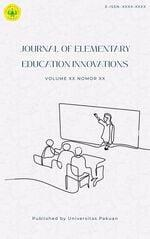 E-ISSN: XXXX-XXXX
JOURNAL OF ELEMENTARY
EDUCATION INNOVATIONS
VOLUME XX NOMOR XX
Published by Universitas Pakuan